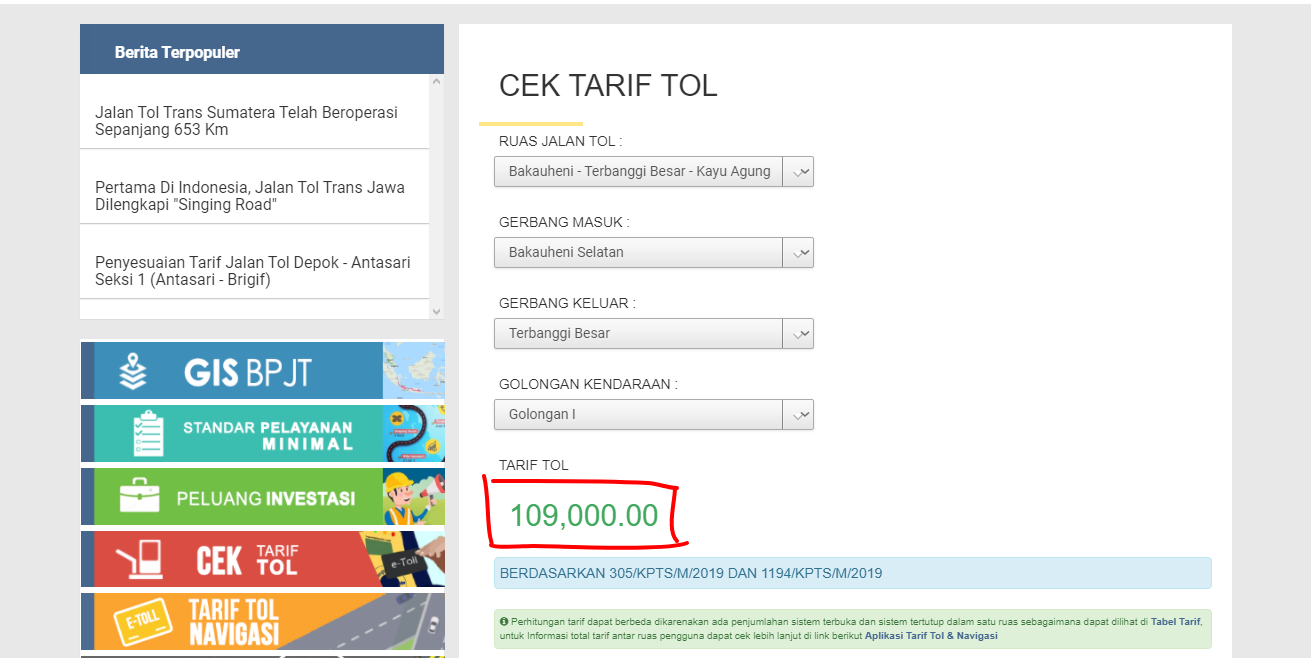 Berita Terpopuler
Jalan Tol Trans Sumatera Telah Beroperasi
Sepanjang 653 Km
Pertama Di Indonesia, Jalan Tol Trans Jawa
Dilengkapi "Singing Road"
Penyesuaian Tarif Jalan Tol Depok - Antasari
Seksi 1 (Antasari - Brigif)
GIS BPJT
STANDAR PELAYANAN
MINIMAL
PELUANG INVESTASI
CEK TARIF
TOL
e-Toll
E-TOLL
TARIF TOL
NAVIGASI
CEK TARIF TOL
RUAS JALAN TOL :
Bakauheni - Terbanggi Besar - Kayu Agung
GERBANG MASUK :
Bakauheni Selatan
GERBANG KELUAR :
Terbanggi Besar
GOLONGAN KENDARAAN :
Golongan I
TARIF TOL
109,000.00
BERDASARKAN 305/KPTS/M/2019 DAN 1194/KPTS/M/2019
Perhitungan tarif dapat berbeda dikarenakan ada penjumlahan sistem terbuka dan sistem tertutup dalam satu ruas sebagaimana dapat dilihat di Tabel Tarif,
untuk Informasi total tarif antar ruas pengguna dapat cek lebih lanjut di link berikut Aplikasi Tarif Tol & Navigasi